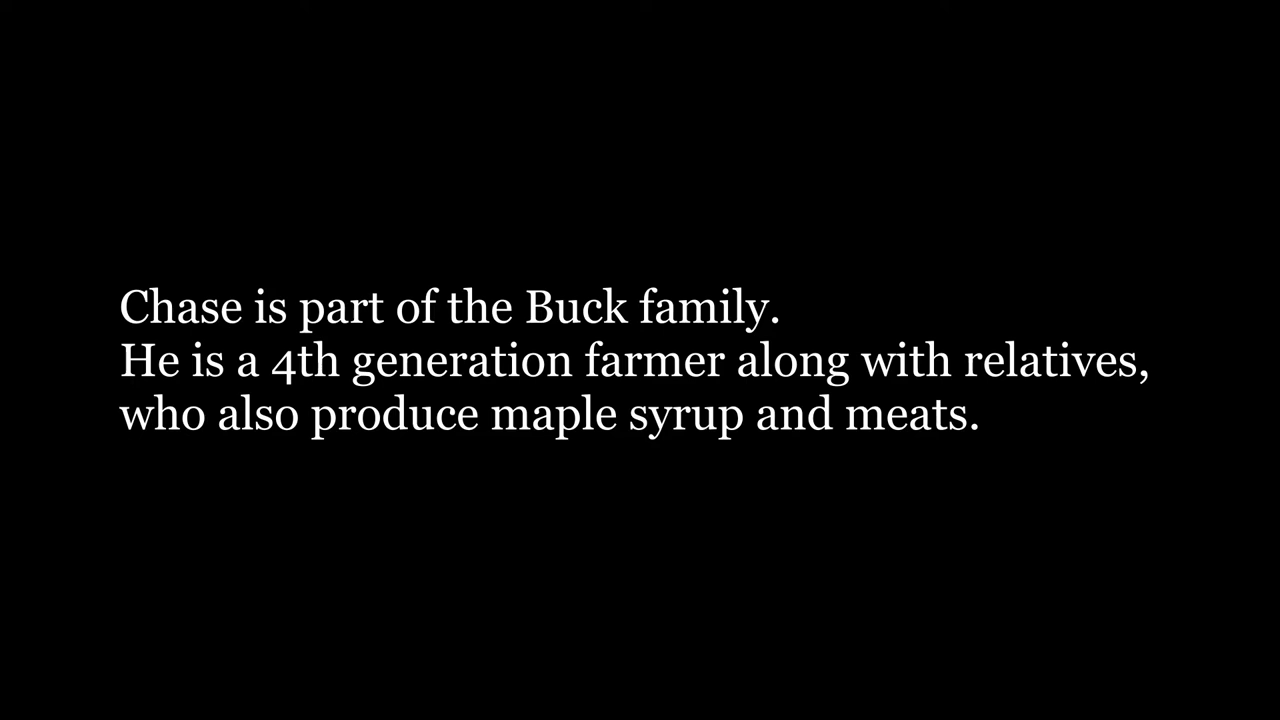 Chase is part of the Buck family.
He is a 4th generation farmer along with relatives,
who also produce maple syrup and meats.